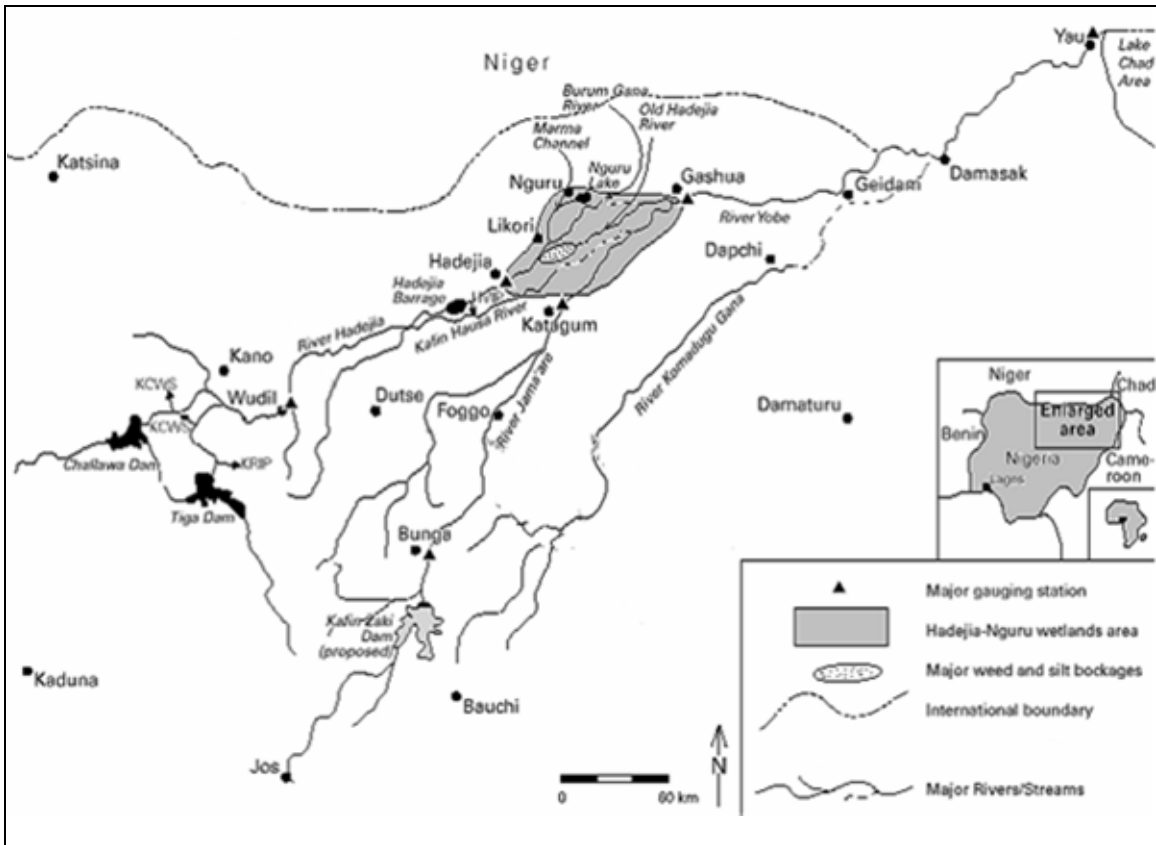 Yau
Lake
Chad
Area
Niger
Burum Gana
River
Old Hadejia
River
Marma
Channel
Katsina
Nguru
Nguru
Lake
Gashua
Geidam
Damasak
River Yobe
Likori
Dapchi
Hadejia
Hadejia
Barrage
River Hadejia
Kafin Hausa River
Katagum
Kano
KCWS
Wudil
KCWS
Dutse
Foggo
River Jama'are
River Komadugu Gana
Damaturu
Challawa Dam
KRIP
Tiga Dam
Bunga
Kafin Zaki
Dam
(proposed)
Kaduna
Bauchi
Jos
Niger
Chad
Enlarged
area
Benin
Nigeria
Lagos
Came-
roon
Major gauging station
Hadejia-Nguru wetlands area
Major weed and silt bockages
International boundary
Major Rivers/Streams
N
0 60 km